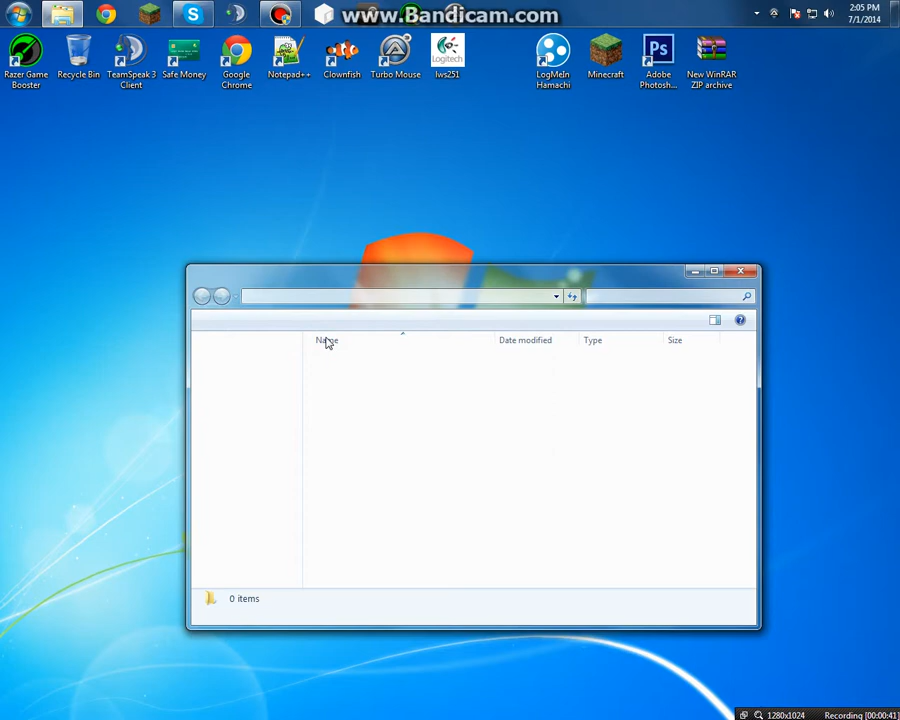 www.Bandicam.com
2:05 PM
7/1/2014
Razer Game
Booster
Recycle Bin
TeamSpeak 3
Client
Safe Money
Google
Chrome
Notepad++
Clownfish
Turbo Mouse
lws251
LogMeIn
Hamachi
Minecraft
Adobe
Photosh...
New WinRAR
ZIP archive
Name
Date modified
Type
Size
0 items
1280x1024
Recording [00:00:41]